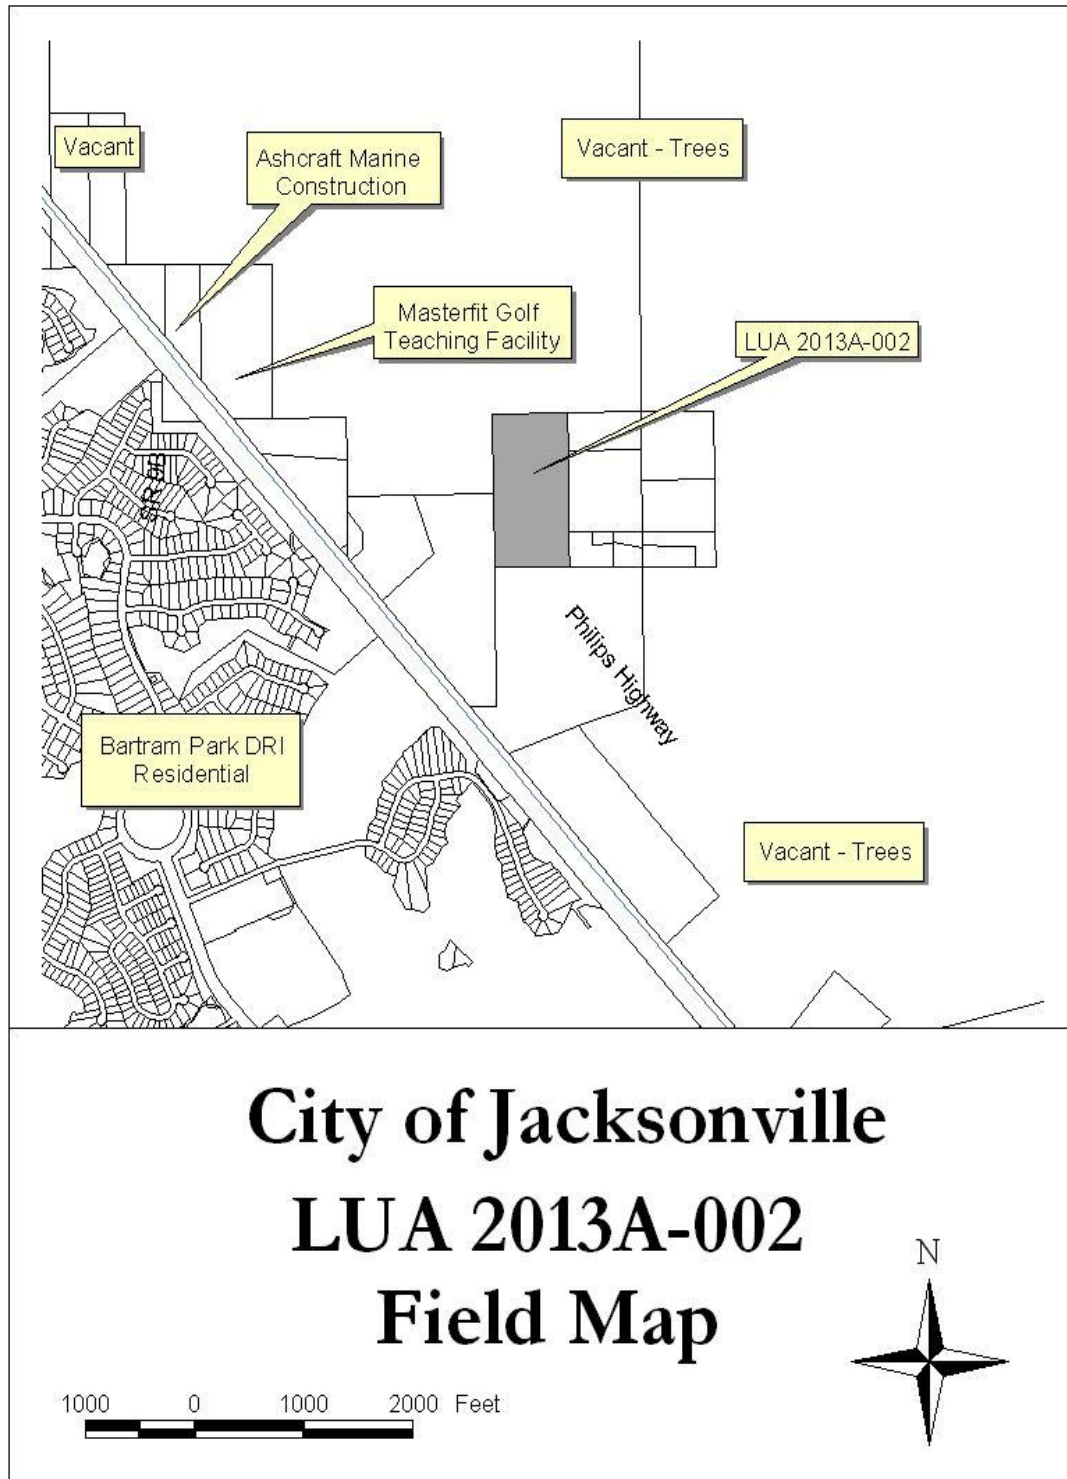 Vacant
Ashcraft Marine
Construction
Vacant - Trees
Masterfit Golf
Teaching Facility
LUA 2013A-002
Philips Highway
Bartram Park DRI
Residential
Vacant - Trees
City of Jacksonville
LUA 2013A-002
Field Map
N
1000 0 1000 2000 Feet